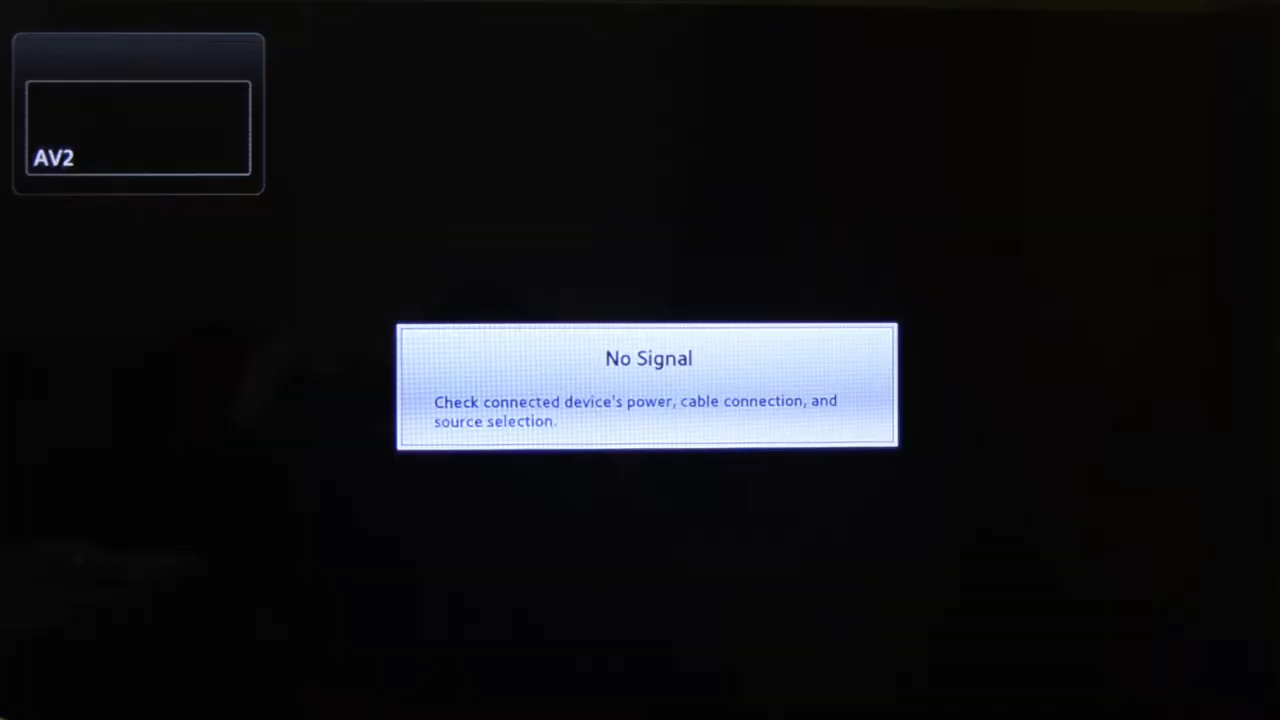 AV2
No Signal
Check connected device's power, cable connection, and
source selection.